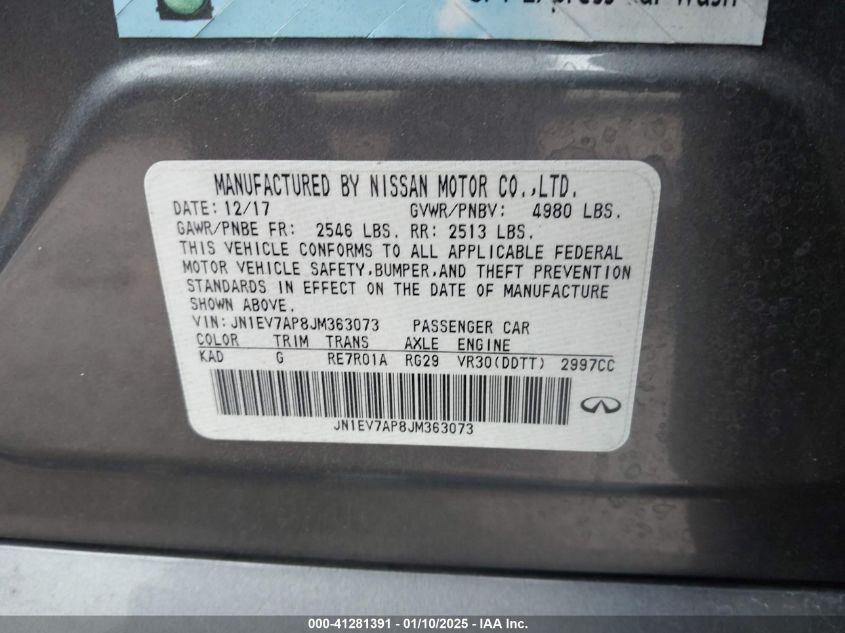 Express Car Wash
MANUFACTURED BY NISSAN MOTOR CO.,LTD.
DATE: 12/17 GVWR/PNBV: 4980 LBS.
GAWR/PNBE FR: 2546 LBS. RR: 2513 LBS.
THIS VEHICLE CONFORMS TO ALL APPLICABLE FEDERAL
MOTOR VEHICLE SAFETY,BUMPER,AND THEFT PREVENTION
STANDARDS IN EFFECT ON THE DATE OF MANUFACTURE
SHOWN ABOVE.
VIN: JN1EV7AP8JM363073 PASSENGER CAR
COLOR TRIM TRANS AXLE ENGINE
KAD G RE7R01A RG29 VR30(DDTT) 2997CC
JN1EV7AP8JM363073
000-41281391 - 01/10/2025 - IAA Inc.